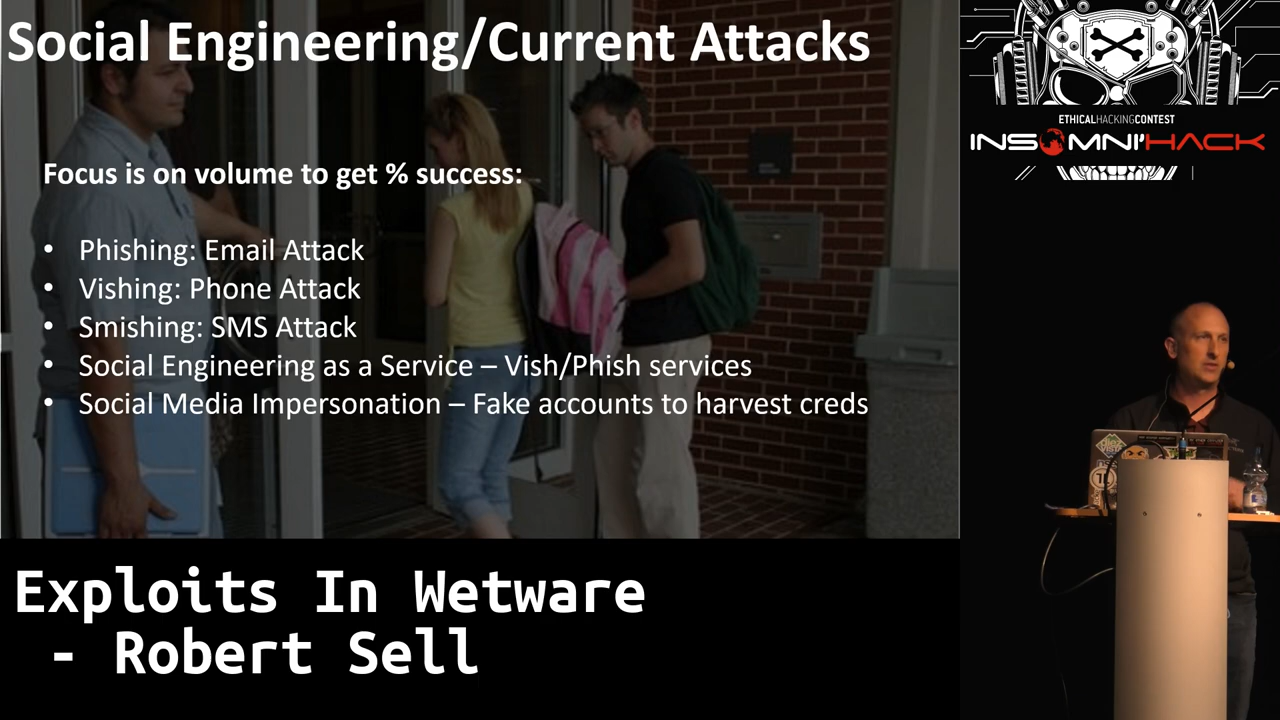 Social Engineering/Current Attacks
Focus is on volume to get % success:
• Phishing: Email Attack
• Vishing: Phone Attack
• Smishing: SMS Attack
• Social Engineering as a Service – Vish/Phish services
• Social Media Impersonation – Fake accounts to harvest creds
ETHICALHACKINGCONTEST
INSOMNI'HACK
Exploits In Wetware
- Robert Sell